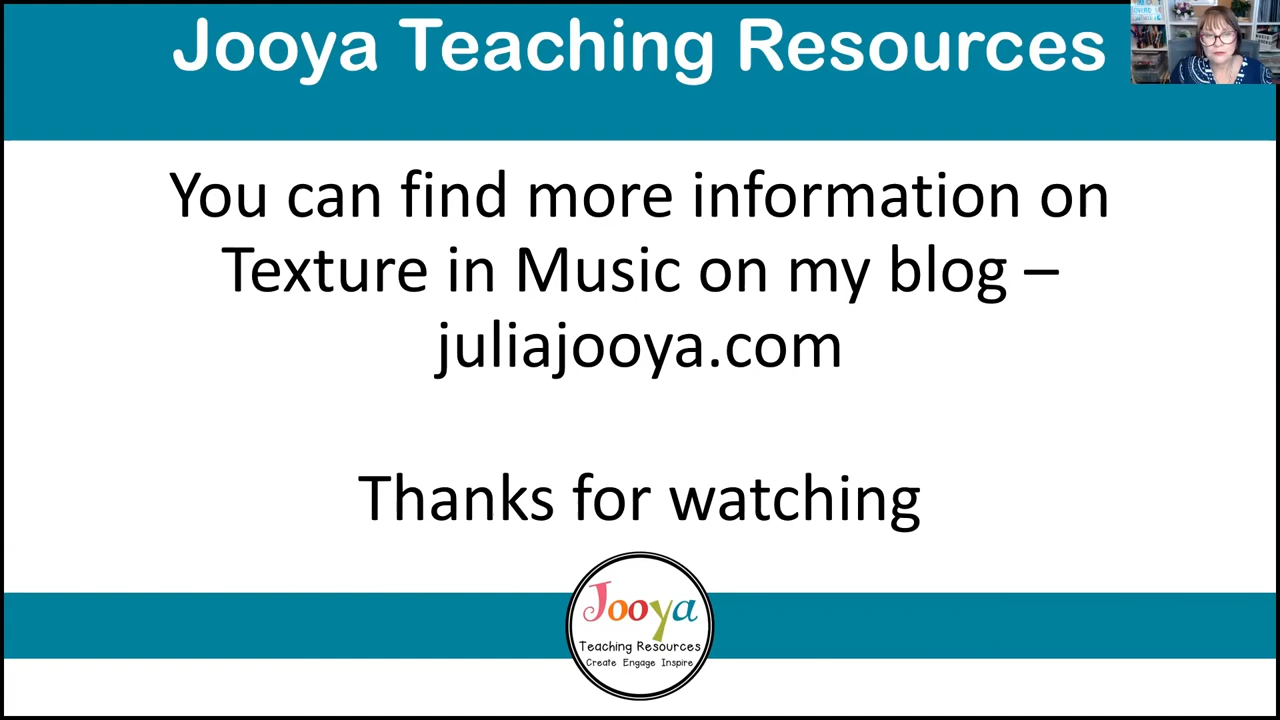 Jooya Teaching Resources
You can find more information on
Texture in Music on my blog –
juliajooya.com
Thanks for watching
Jooya
Teaching Resources
Create Engage Inspire